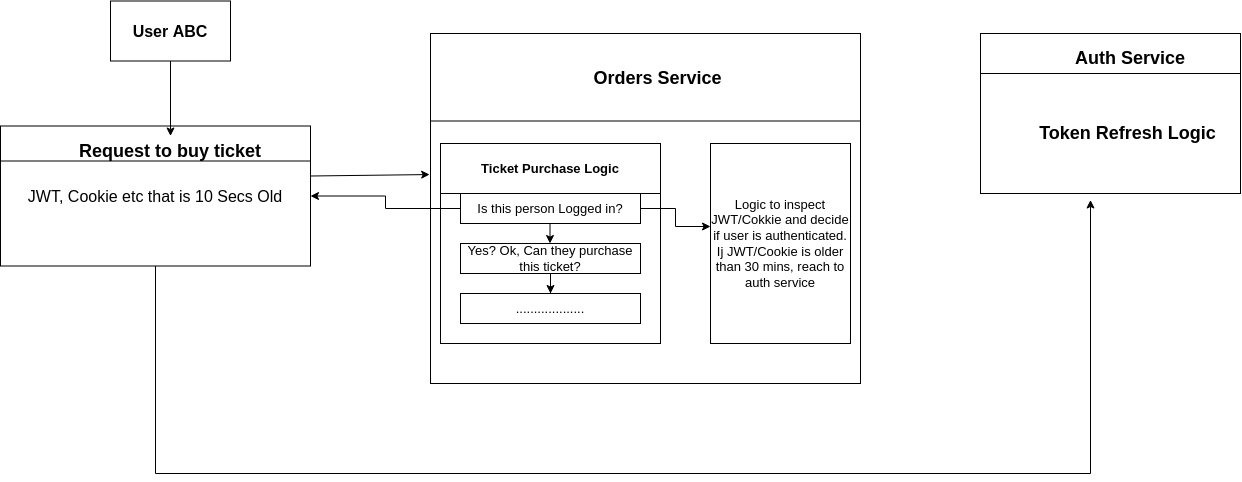 User ABC
Request to buy ticket
JWT, Cookie etc that is 10 Secs Old
Orders Service
Ticket Purchase Logic
Is this person Logged in?
Yes? Ok, Can they purchase
this ticket?
...................
Logic to inspect
JWT/Cokkie and decide
if user is authenticated.
Ij JWT/Cookie is older
than 30 mins, reach to
auth service
Auth Service
Token Refresh Logic